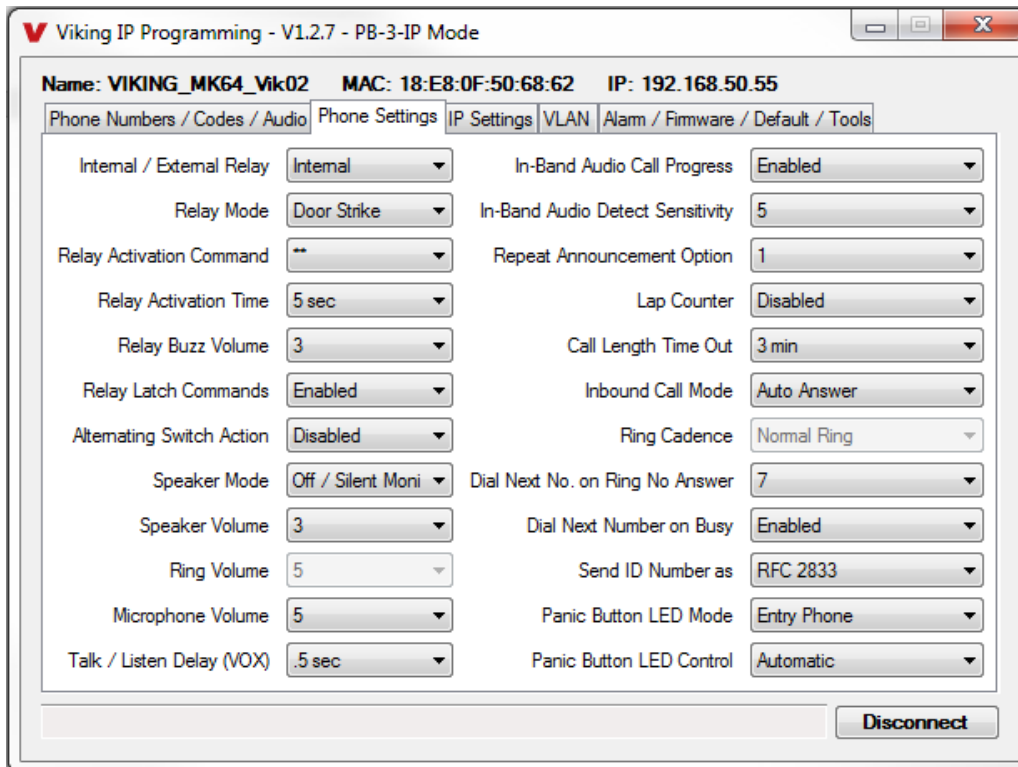 Viking IP Programming - V1.2.7 - PB-3-IP Mode
Name: VIKING_MK64_Vik02 MAC: 18:E8:0F:50:68:62 IP: 192.168.50.55
Phone Numbers / Codes / Audio Phone Settings IP Settings VLAN Alarm / Firmware / Default / Tools
Internal / External Relay Internal In-Band Audio Call Progress Enabled
Relay Mode Door Strike In-Band Audio Detect Sensitivity 5
Relay Activation Command ** Repeat Announcement Option 1
Relay Activation Time 5 sec Lap Counter Disabled
Relay Buzz Volume 3 Call Length Time Out 3 min
Relay Latch Commands Enabled Inbound Call Mode Auto Answer
Alternating Switch Action Disabled Ring Cadence Normal Ring
Speaker Mode Off / Silent Moni Dial Next No. on Ring No Answer 7
Speaker Volume 3 Dial Next Number on Busy Enabled
Ring Volume 5 Send ID Number as RFC 2833
Microphone Volume 5 Panic Button LED Mode Entry Phone
Talk / Listen Delay (VOX) .5 sec Panic Button LED Control Automatic
Disconnect